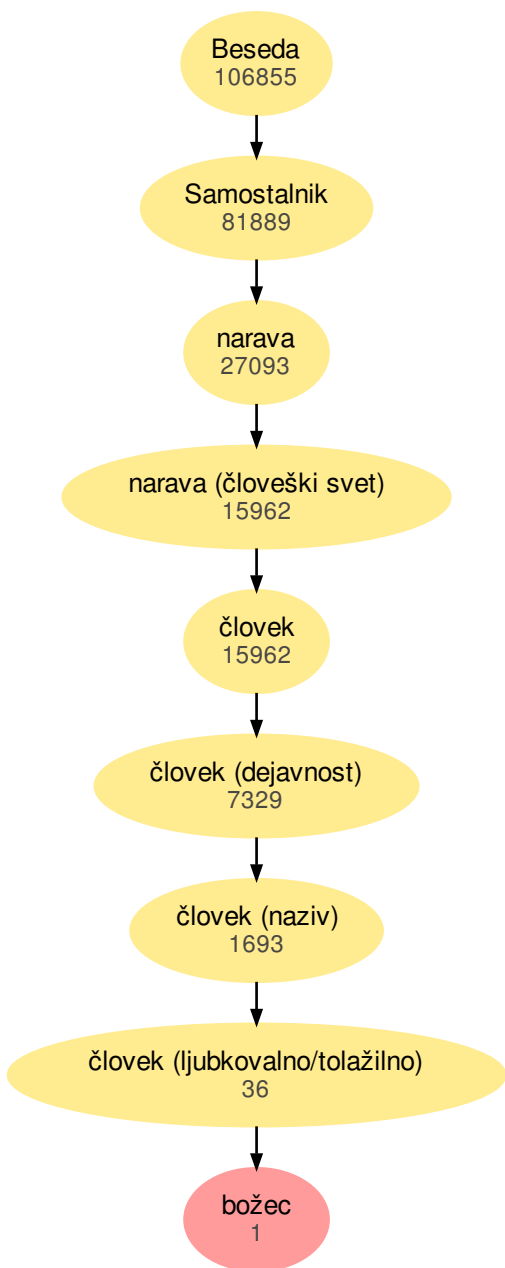 Beseda
106855
Samostalnik
81889
narava
27093
narava (človeški svet)
15962
človek
15962
človek (dejavnost)
7329
človek (naziv)
1693
človek (ljubkovalno/tolažilno)
36
božec
1